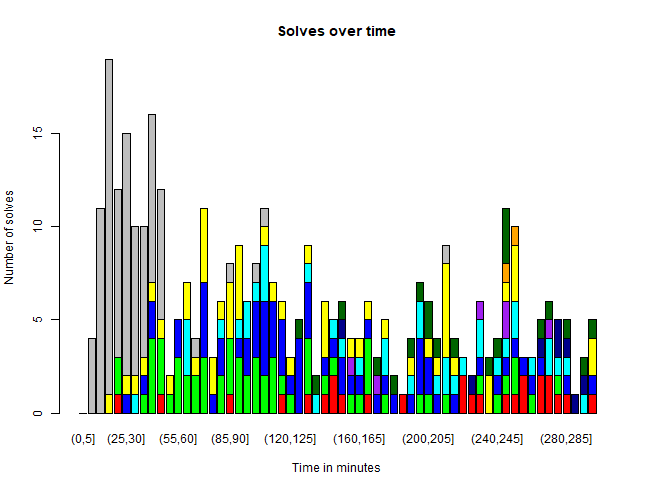 Solves over time
Number of solves
15
10
5
0
(0,5] (25,30] (55,60] (85,90] (120,125] (160,165] (200,205] (240,245] (280,285]
Time in minutes